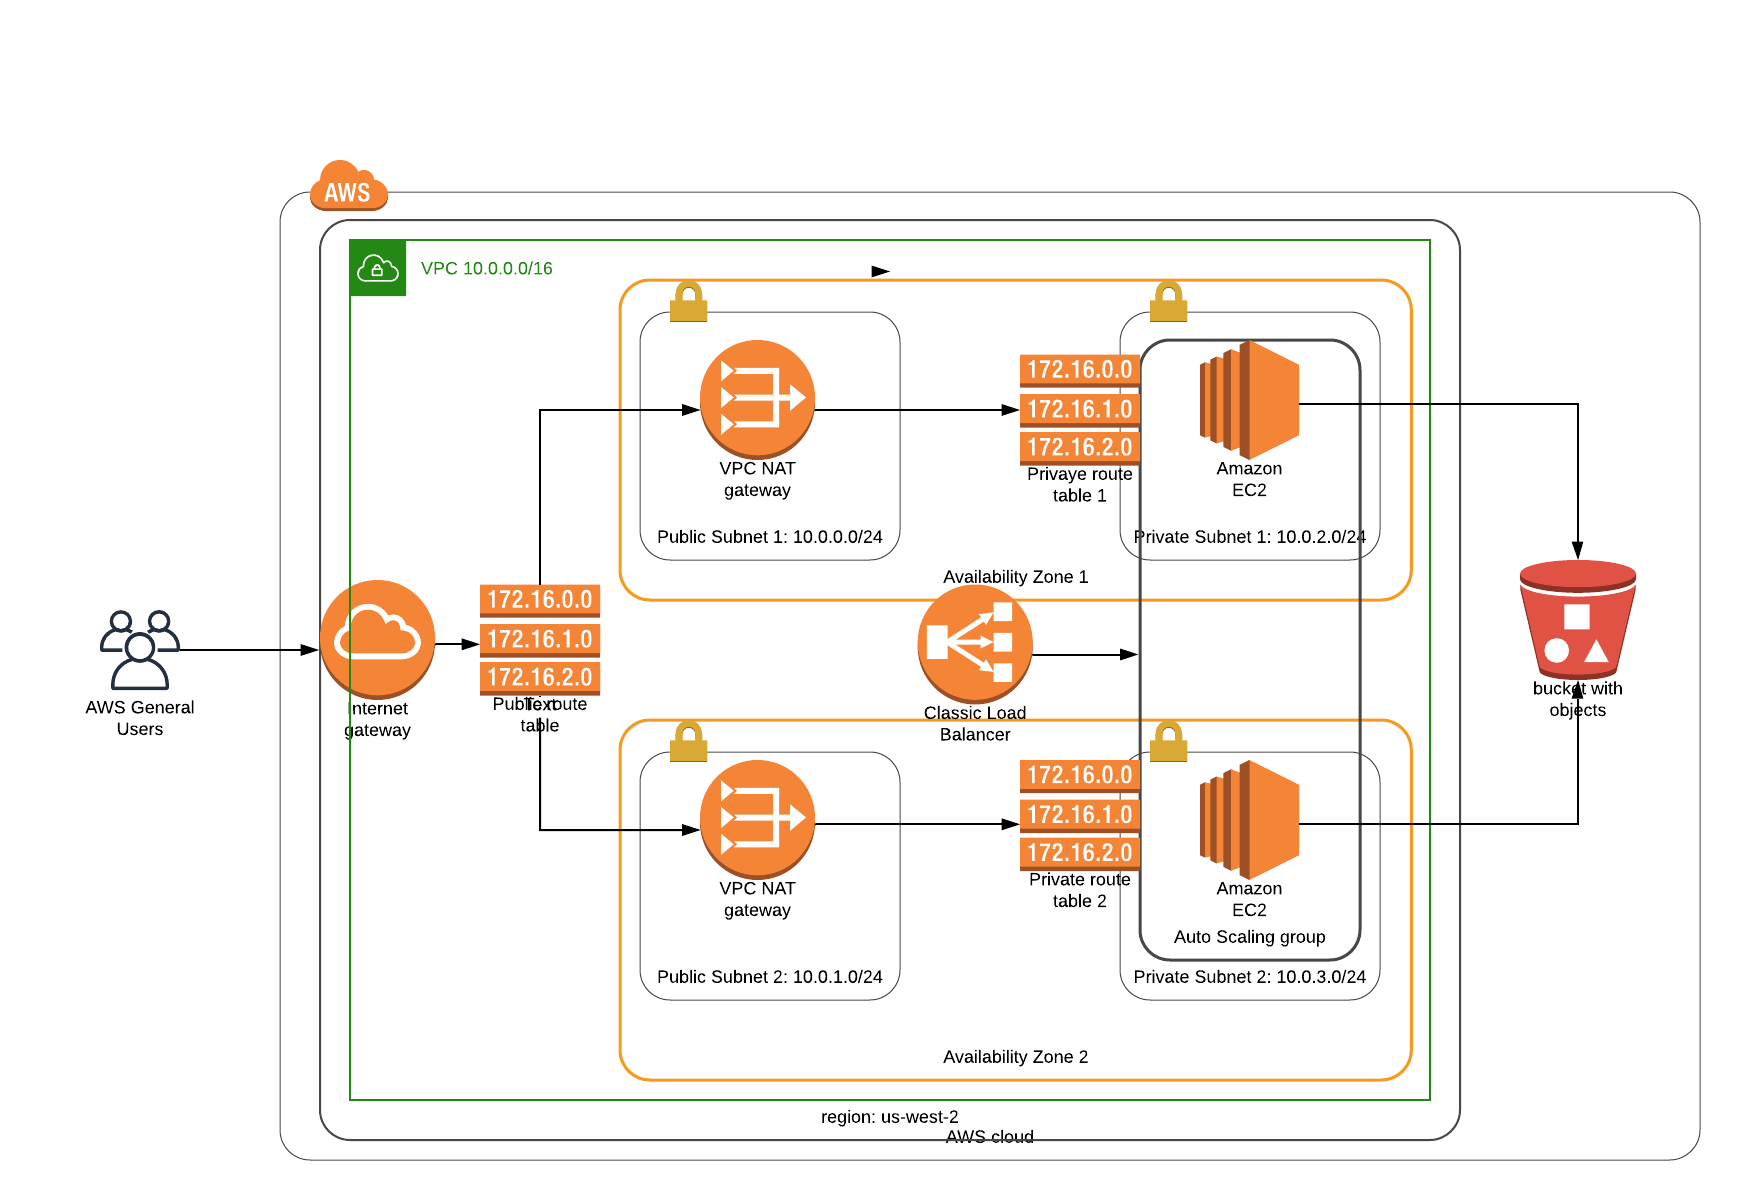 AWS
VPC 10.0.0.0/16
172.16.0.0
172.16.1.0
172.16.2.0
Privaye route
table 1
VPC NAT
gateway
Amazon
EC2
Public Subnet 1: 10.0.0.0/24
Private Subnet 1: 10.0.2.0/24
Availability Zone 1
172.16.0.0
172.16.1.0
172.16.2.0
Public route
table
Text
AWS General
Users
Internet
gateway
Classic Load
Balancer
bucket with
objects
172.16.0.0
172.16.1.0
172.16.2.0
Private route
table 2
VPC NAT
gateway
Amazon
EC2
Auto Scaling group
Public Subnet 2: 10.0.1.0/24
Private Subnet 2: 10.0.3.0/24
Availability Zone 2
region: us-west-2
AWS cloud